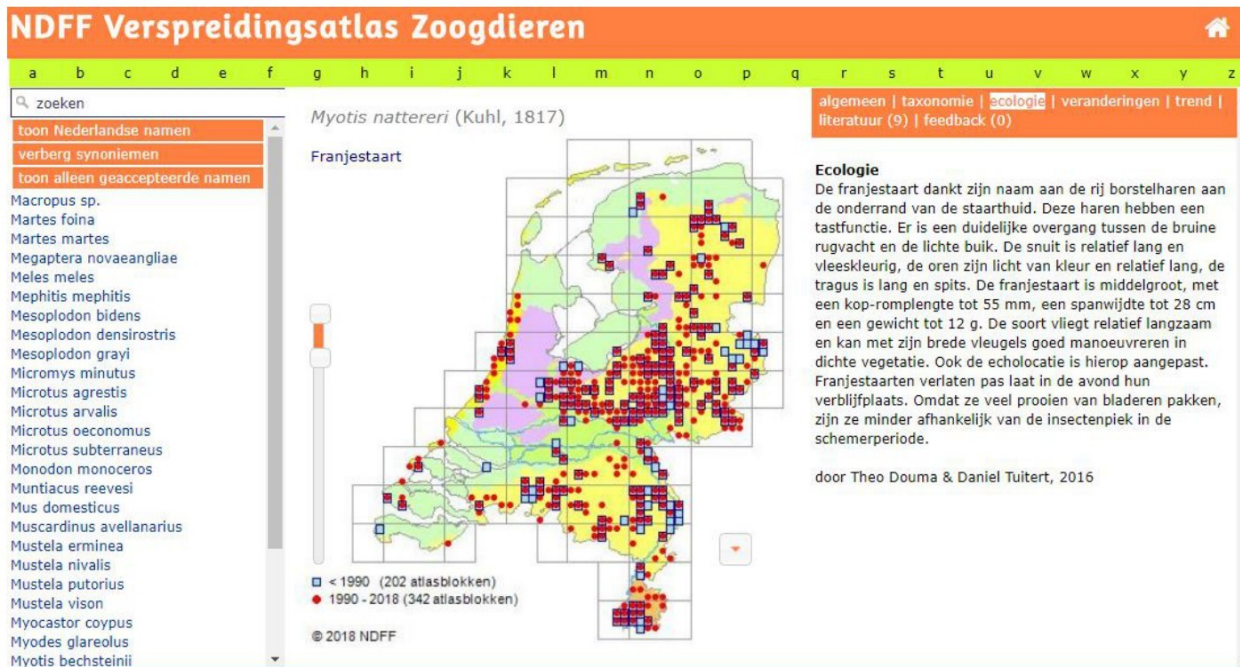 NDFF Verspreidingsatlas Zoogdieren
a b c d e f g h i j k l m n o p q r s t u v w x y z
zoeken
toon Nederlandse namen
verberg synoniemen
toon alleen geaccepteerde namen
Macropus sp.
Martes foina
Martes martes
Megaptera novaeangliae
Meles meles
Mephitis mephitis
Mesoplodon bidens
Mesoplodon densirostris
Mesoplodon grayi
Micromys minutus
Microtus agrestis
Microtus arvalis
Microtus oeconomus
Microtus subterraneus
Monodon monoceros
Muntiacus reevesi
Mus domesticus
Muscardinus avellanarius
Mustela erminea
Mustela nivalis
Mustela putorius
Mustela vison
Myocastor coypus
Myodes glareolus
Myotis bechsteinii
Myotis nattereri (Kuhl, 1817)
Franjestaart
< 1990 (202 atlasblokken)
1990 - 2018 (342 atlasblokken)
© 2018 NDFF
algemeen | taxonomie | ecologie | veranderingen | trend |
literatuur (9) | feedback (0)
Ecologie
De franjestaart dankt zijn naam aan de rij borstelharen aan
de onderrand van de staarthuid. Deze haren hebben een
tastfunctie. Er is een duidelijke overgang tussen de bruine
rugvacht en de lichte buik. De snuit is relatief lang en
vleeskleurig, de oren zijn licht van kleur en relatief lang, de
tragus is lang en spits. De franjestaart is middelgroot, met
een kop-romplengte tot 55 mm, een spanwijdte tot 28 cm
en een gewicht tot 12 g. De soort vliegt relatief langzaam
en kan met zijn brede vleugels goed manoeuvreren in
dichte vegetatie. Ook de echolocatie is hierop aangepast.
Franjestaarten verlaten pas laat in de avond hun
verblijfplaats. Omdat ze veel prooien van bladeren pakken,
zijn ze minder afhankelijk van de insectenpiek in de
schemerperiode.
door Theo Douma & Daniel Tuitert, 2016